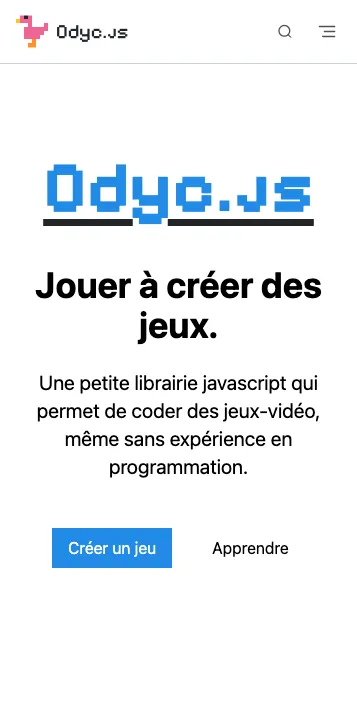 Odyc.js
Odyc.js
Jouer à créer des
jeux.
Une petite librairie javascript qui
permet de coder des jeux-vidéo,
même sans expérience en
programmation.
Créer un jeu
Apprendre